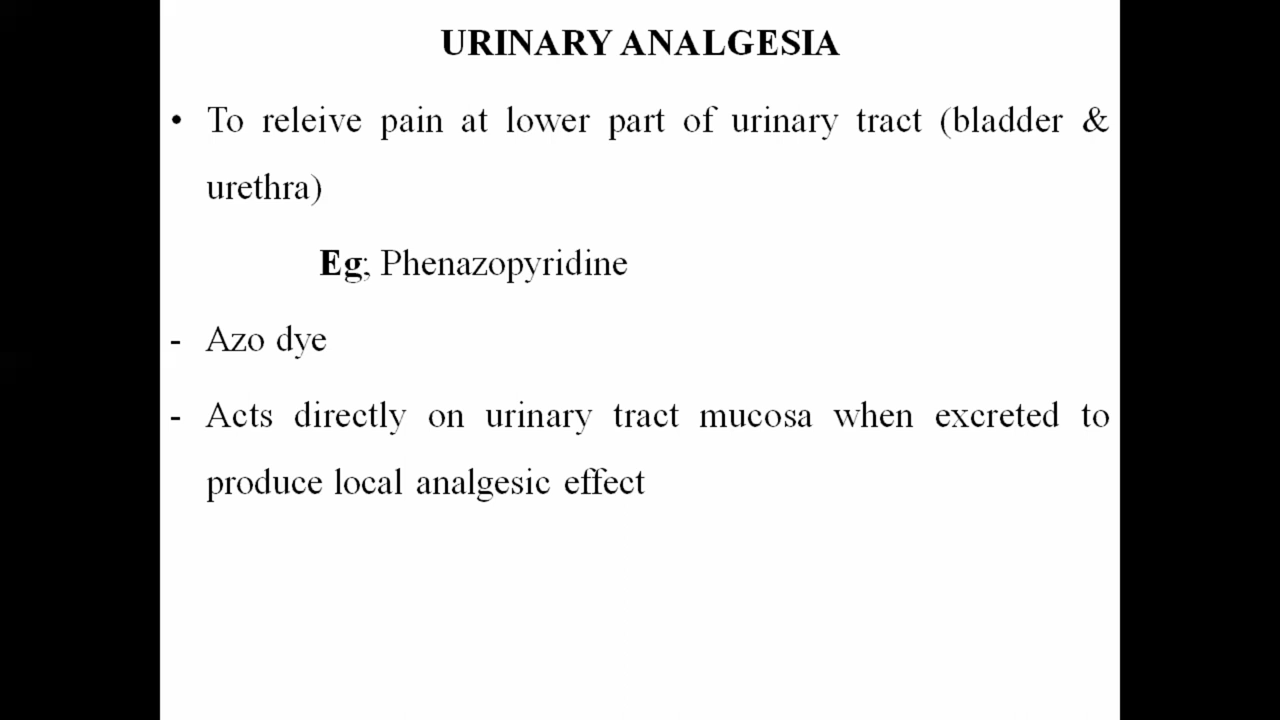 URINARY ANALGESIA
• To releive pain at lower part of urinary tract (bladder &
urethra)
Eg; Phenazopyridine
- Azo dye
- Acts directly on urinary tract mucosa when excreted to
produce local analgesic effect